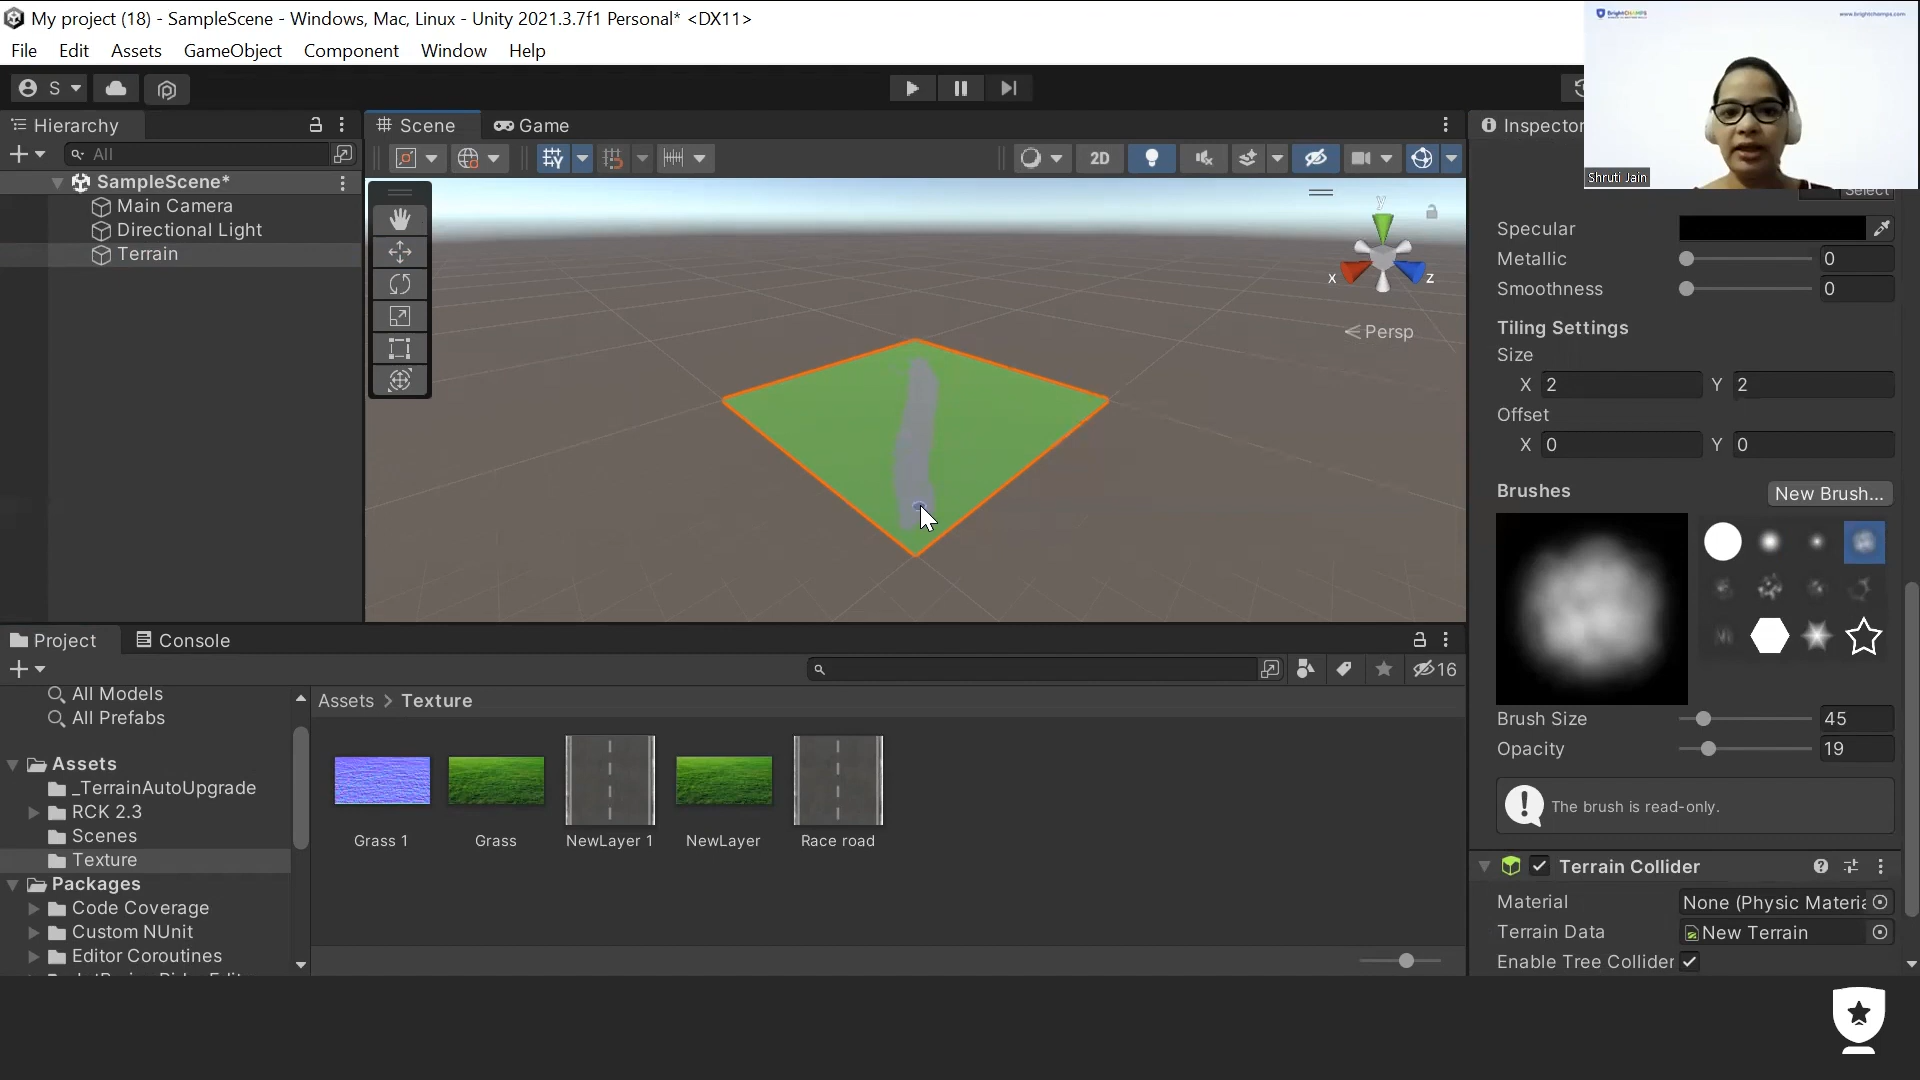 My project (18) - SampleScene - Windows, Mac, Linux - Unity 2021.3.7f1 Personal* <DX11>
BrightCHAMPS
www.brightchamps.com
File Edit Assets GameObject Component Window Help
S
Hierarchy
Scene
Game
Inspector
All
2D
Shruti Jain
Select
SampleScene*
Main Camera
Directional Light
Terrain
y
x
z
Persp
Specular
Metallic 0
Smoothness 0
Tiling Settings
Size
X 2 Y 2
Offset
X 0 Y 0
Brushes
New Brush...
Brush Size 45
Opacity 19
The brush is read-only.
Terrain Collider
Material None (Physic Materia
Terrain Data New Terrain
Enable Tree Collider
Project
Console
16
All Models
All Prefabs
Assets
_TerrainAutoUpgrade
RCK 2.3
Scenes
Texture
Packages
Code Coverage
Custom NUnit
Editor Coroutines
Assets > Texture
Grass 1
Grass
NewLayer 1
NewLayer
Race road